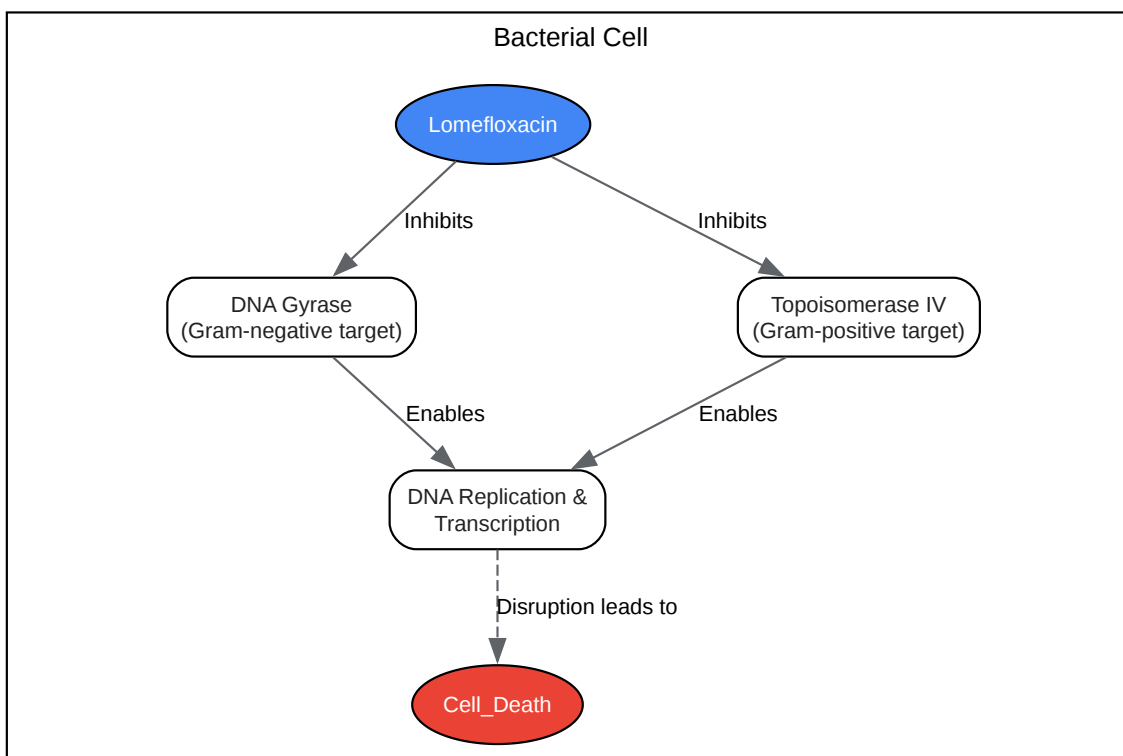 Bacterial Cell
Lomefloxacin
Inhibits
Inhibits
DNA Gyrase
(Gram-negative target)
Topoisomerase IV
(Gram-positive target)
Enables
Enables
DNA Replication &
Transcription
Disruption leads to
Cell_Death